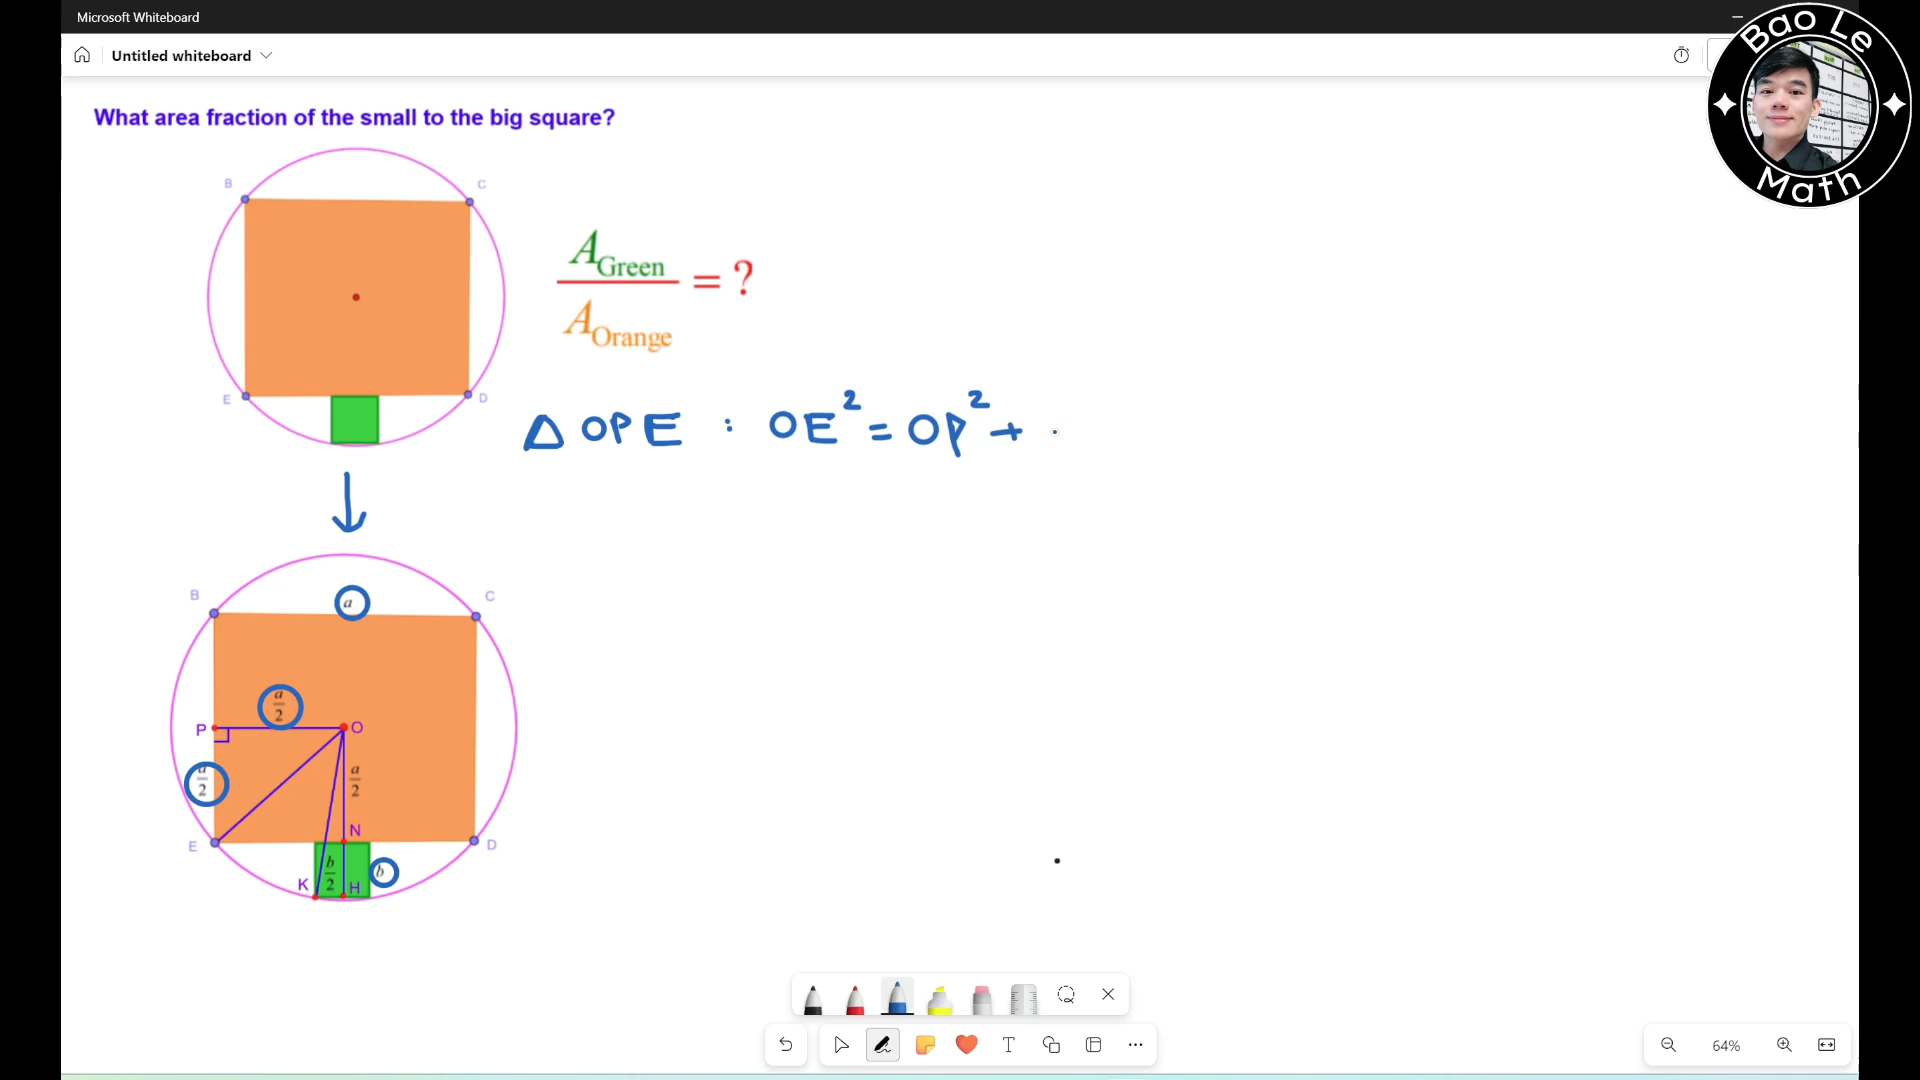 Microsoft Whiteboard
Untitled whiteboard
Bao Le
Math
What area fraction of the small to the big square?
B
C
E
D
A_Green / A_Orange = ?
Δ OPE : OE² = OP² +
B
a
C
a/2
P
O
a/2
a/2
N
E
D
b/2
b
K
H
64%